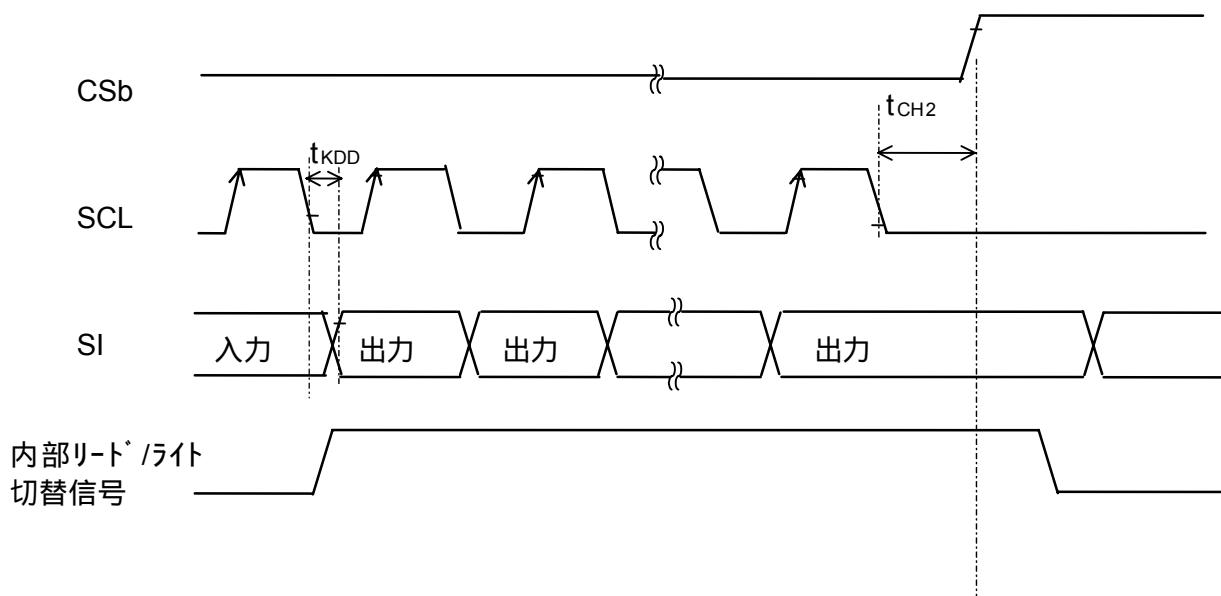 CSb
tCH2
tKDD
SCL
SI
入力
出力
出力
出力
内部ﾘｰﾄﾞ/ﾗｲﾄ
切替信号